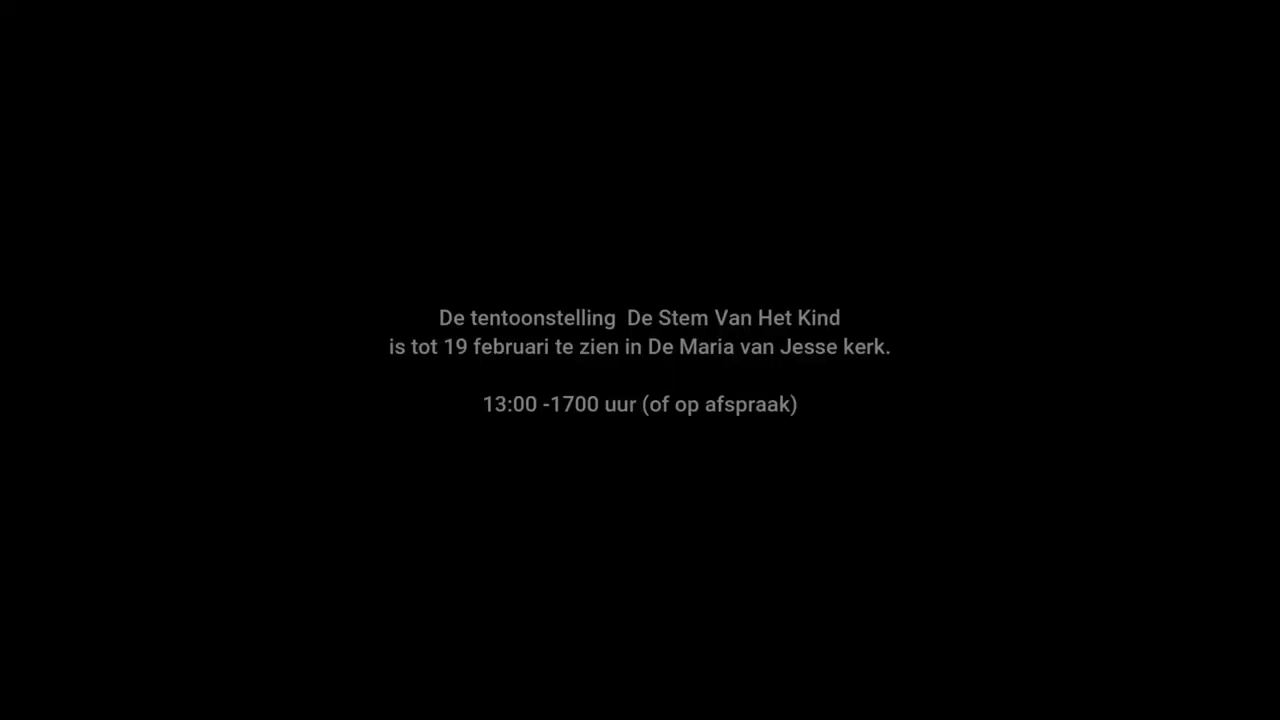 De tentoonstelling  De Stem Van Het Kind
is tot 19 februari te zien in De Maria van Jesse kerk.
13:00 -1700 uur (of op afspraak)